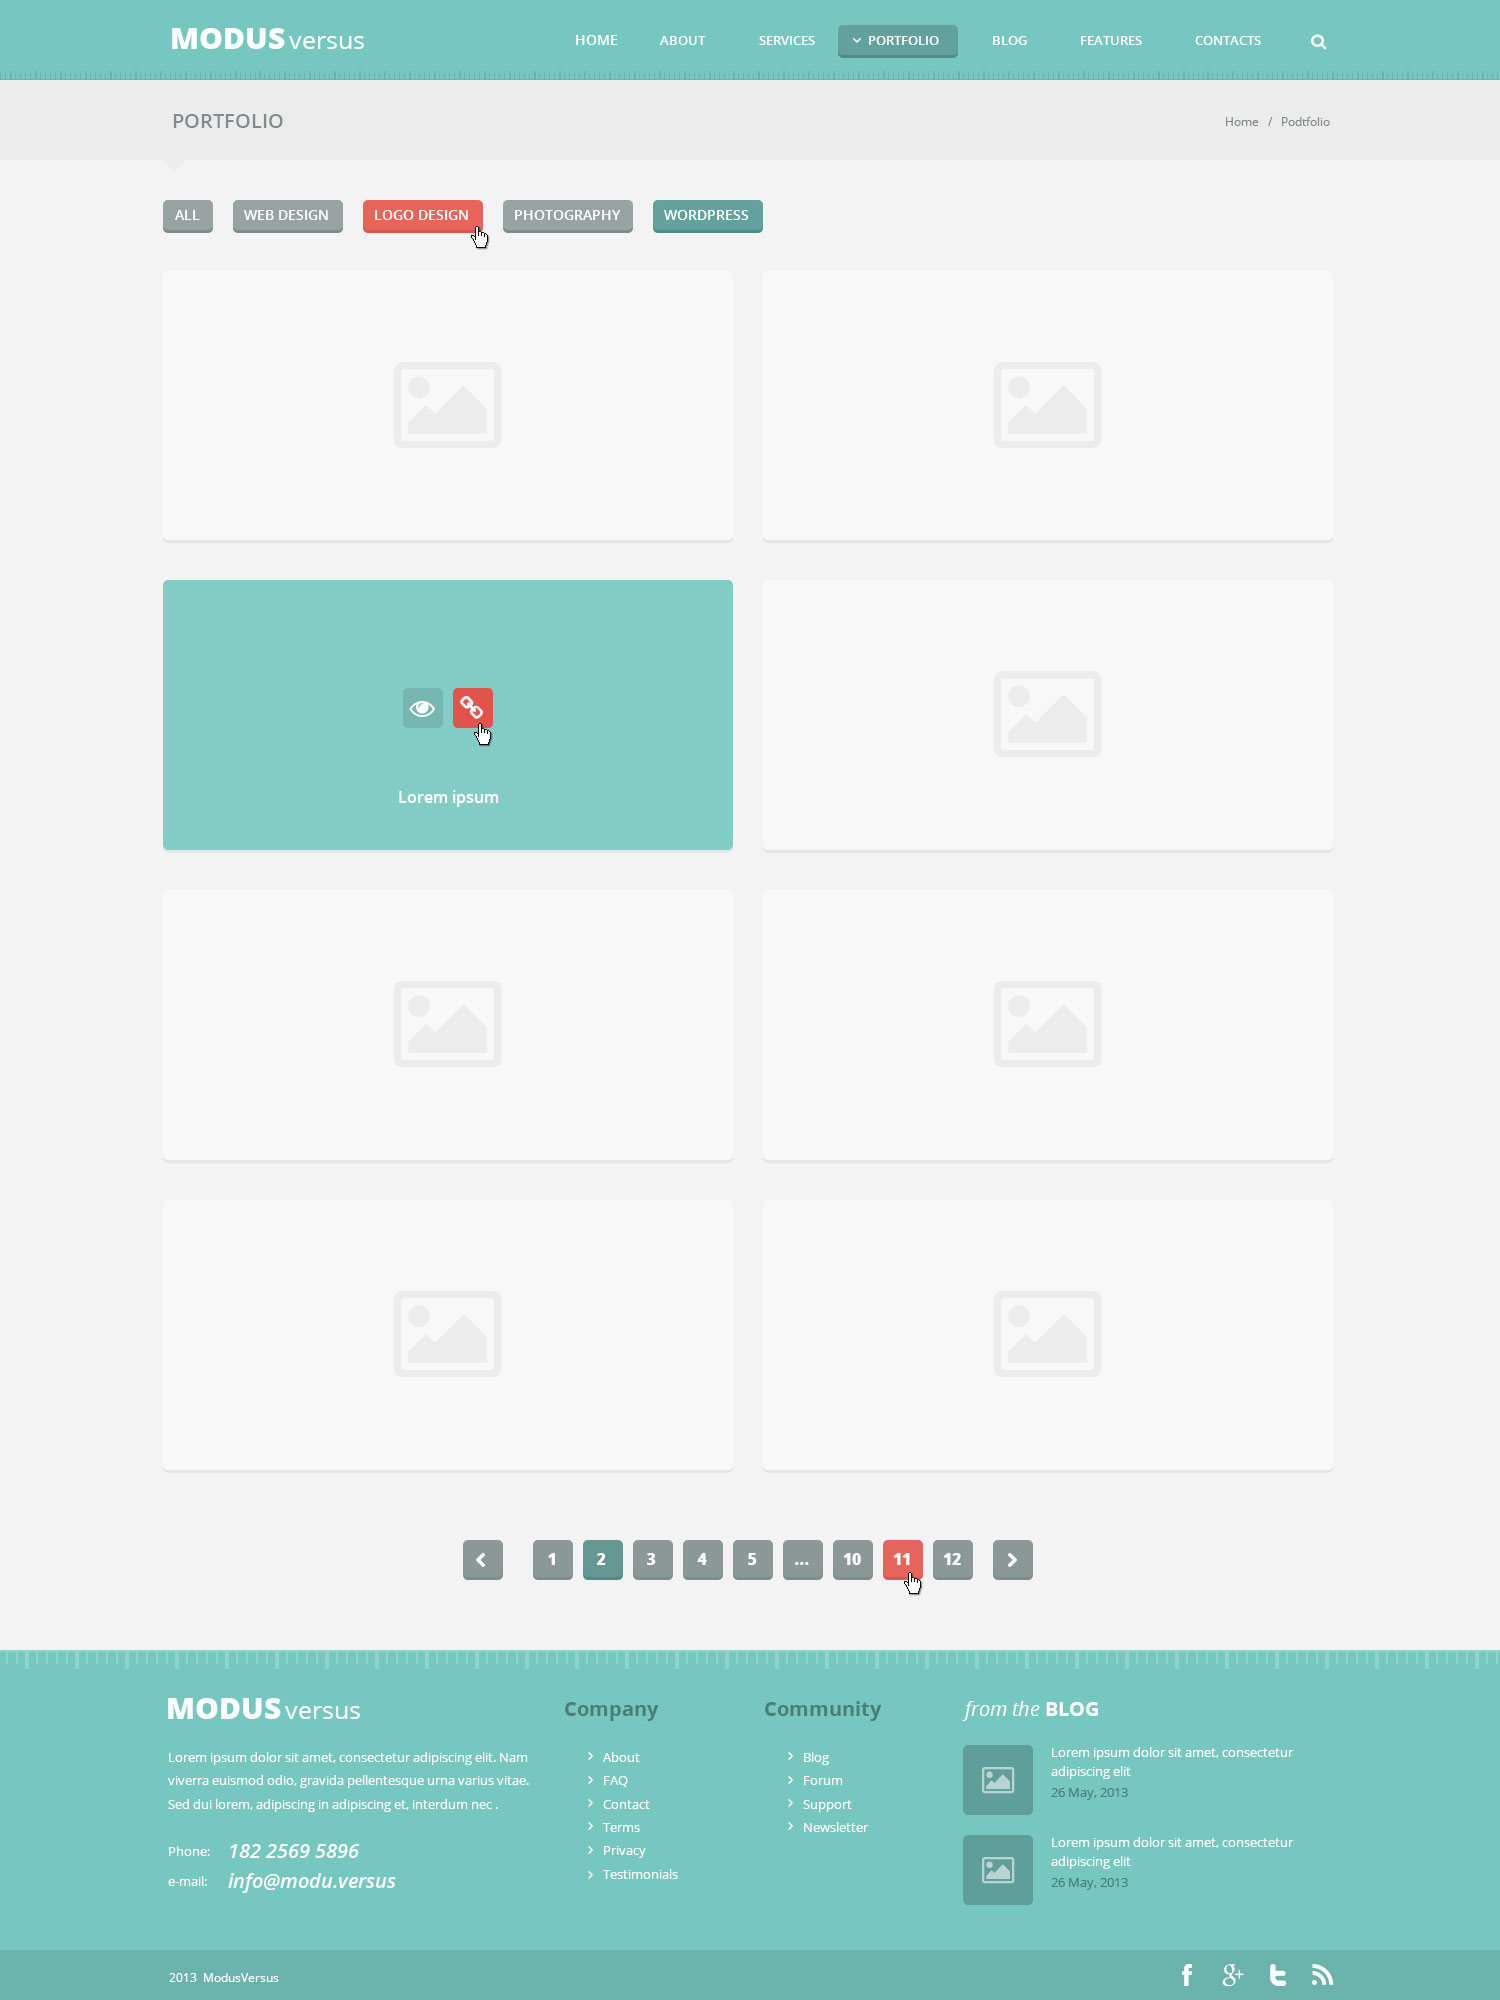 MODUS versus
HOME ABOUT SERVICES PORTFOLIO BLOG FEATURES CONTACTS
PORTFOLIO
Home / Podtfolio
ALL WEB DESIGN LOGO DESIGN PHOTOGRAPHY WORDPRESS
Lorem ipsum
1 2 3 4 5 ... 10 11 12
MODUS versus
Lorem ipsum dolor sit amet, consectetur adipiscing elit. Nam
viverra euismod odio, gravida pellentesque urna varius vitae.
Sed dui lorem, adipiscing in adipiscing et, interdum nec .
Phone: 182 2569 5896
e-mail: info@modu.versus
Company
About
FAQ
Contact
Terms
Privacy
Testimonials
Community
Blog
Forum
Support
Newsletter
from the BLOG
Lorem ipsum dolor sit amet, consectetur
adipiscing elit
26 May, 2013
Lorem ipsum dolor sit amet, consectetur
adipiscing elit
26 May, 2013
2013 ModusVersus